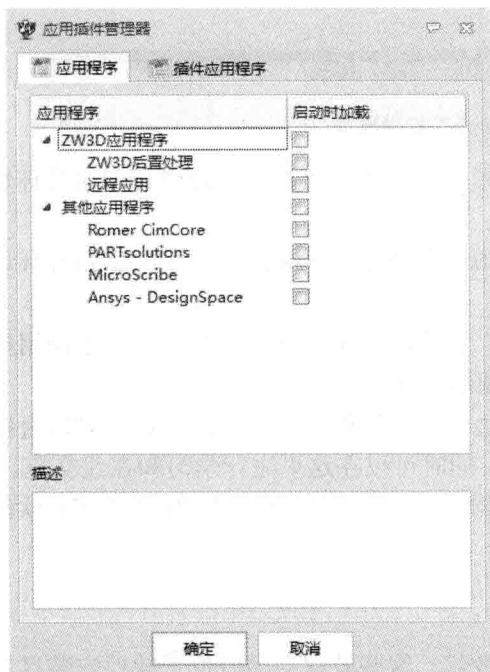 应用插件管理器
应用程序 插件应用程序
应用程序 启动时加载
ZW3D应用程序
ZW3D后置处理
远程应用
其他应用程序
Romer CimCore
PARTsolutions
MicroScribe
Ansys - DesignSpace
描述
确定 取消